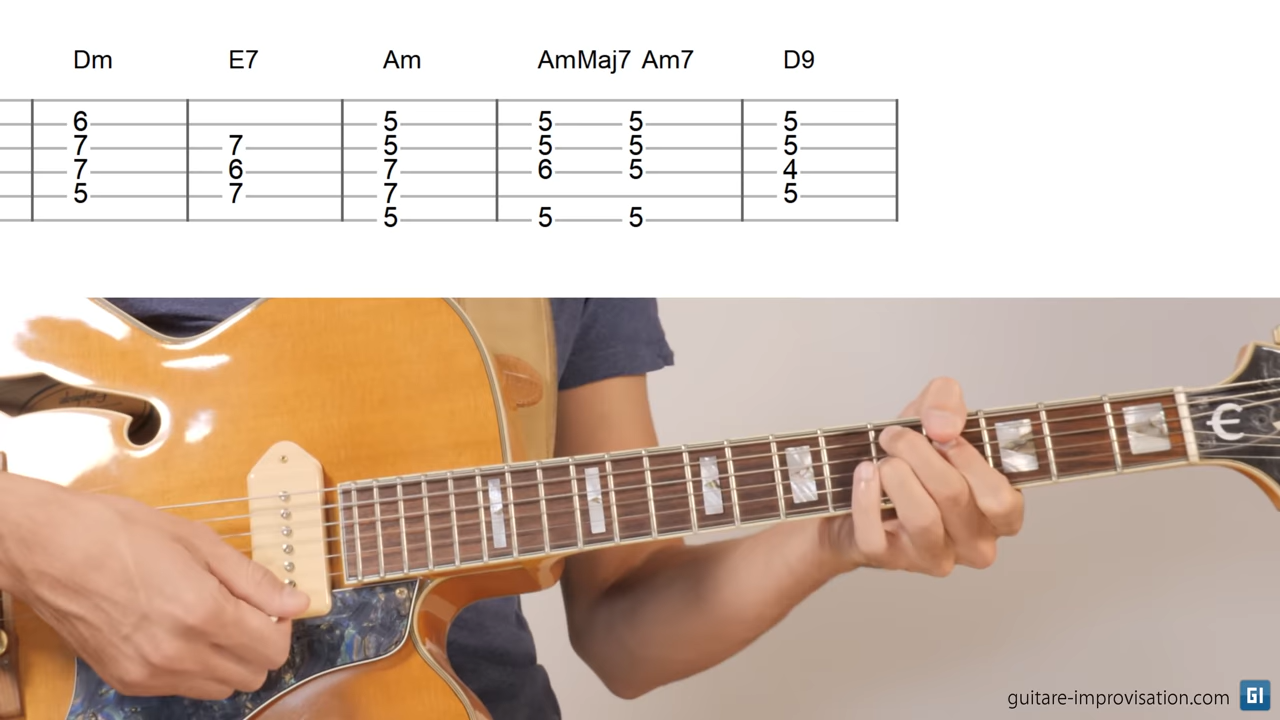 Dm E7 Am AmMaj7 Am7 D9
6 5 5 5 5
7 7 5 5 5 5
7 6 7 6 5 4
5 7 7 5
5 5 5
Є
guitare-improvisation.com GI